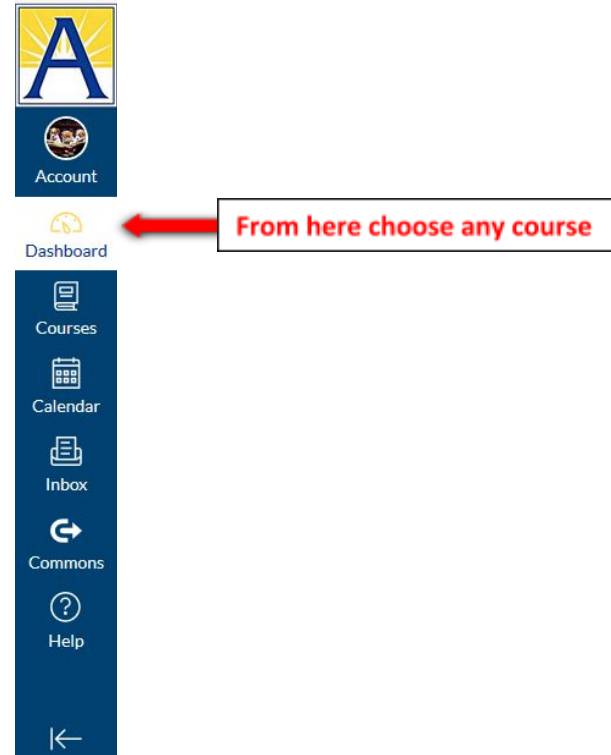 A
Account
Dashboard
From here choose any course
Courses
Calendar
Inbox
Commons
Help